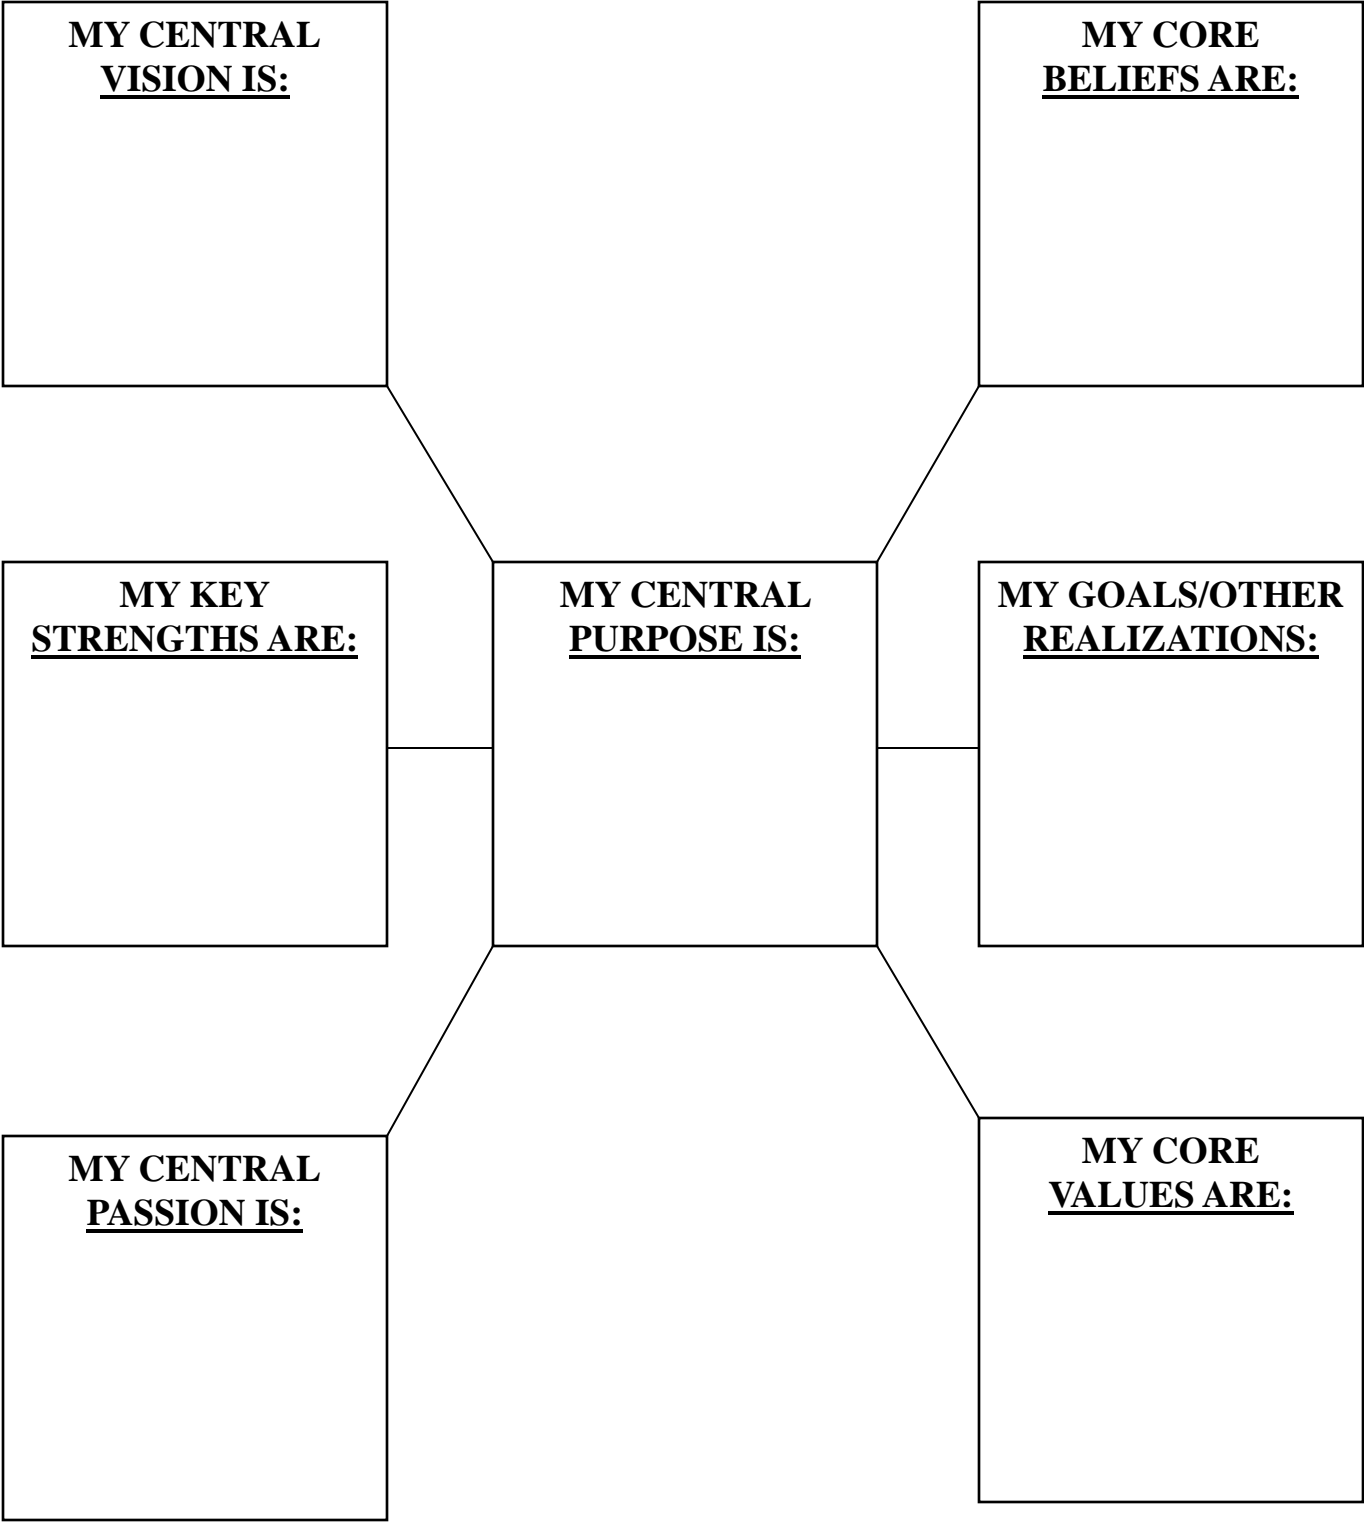 MY CENTRAL
VISION IS:
MY CORE
BELIEFS ARE:
MY KEY
STRENGTHS ARE:
MY CENTRAL
PURPOSE IS:
MY GOALS/OTHER
REALIZATIONS:
MY CENTRAL
PASSION IS:
MY CORE
VALUES ARE: